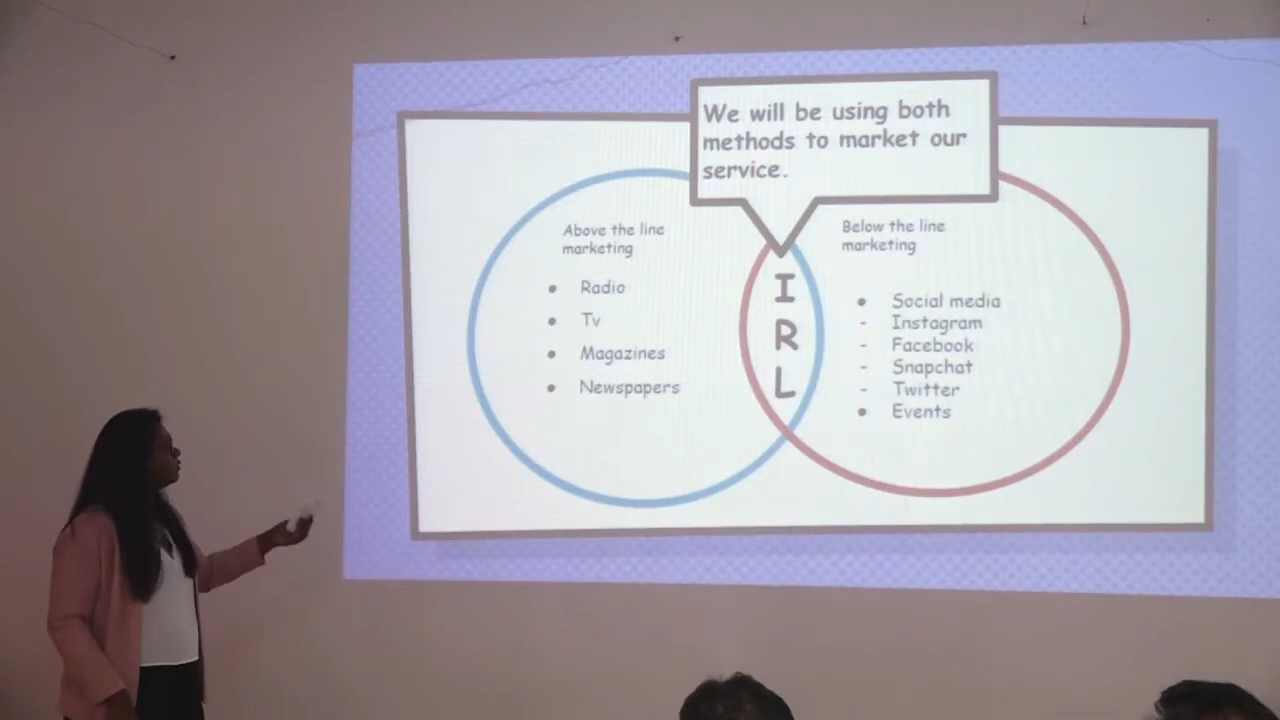 We will be using both
methods to market our
service.
Above the line
marketing
● Radio
● Tv
● Magazines
● Newspapers
I
R
L
Below the line
marketing
● Social media
- Instagram
- Facebook
- Snapchat
- Twitter
● Events